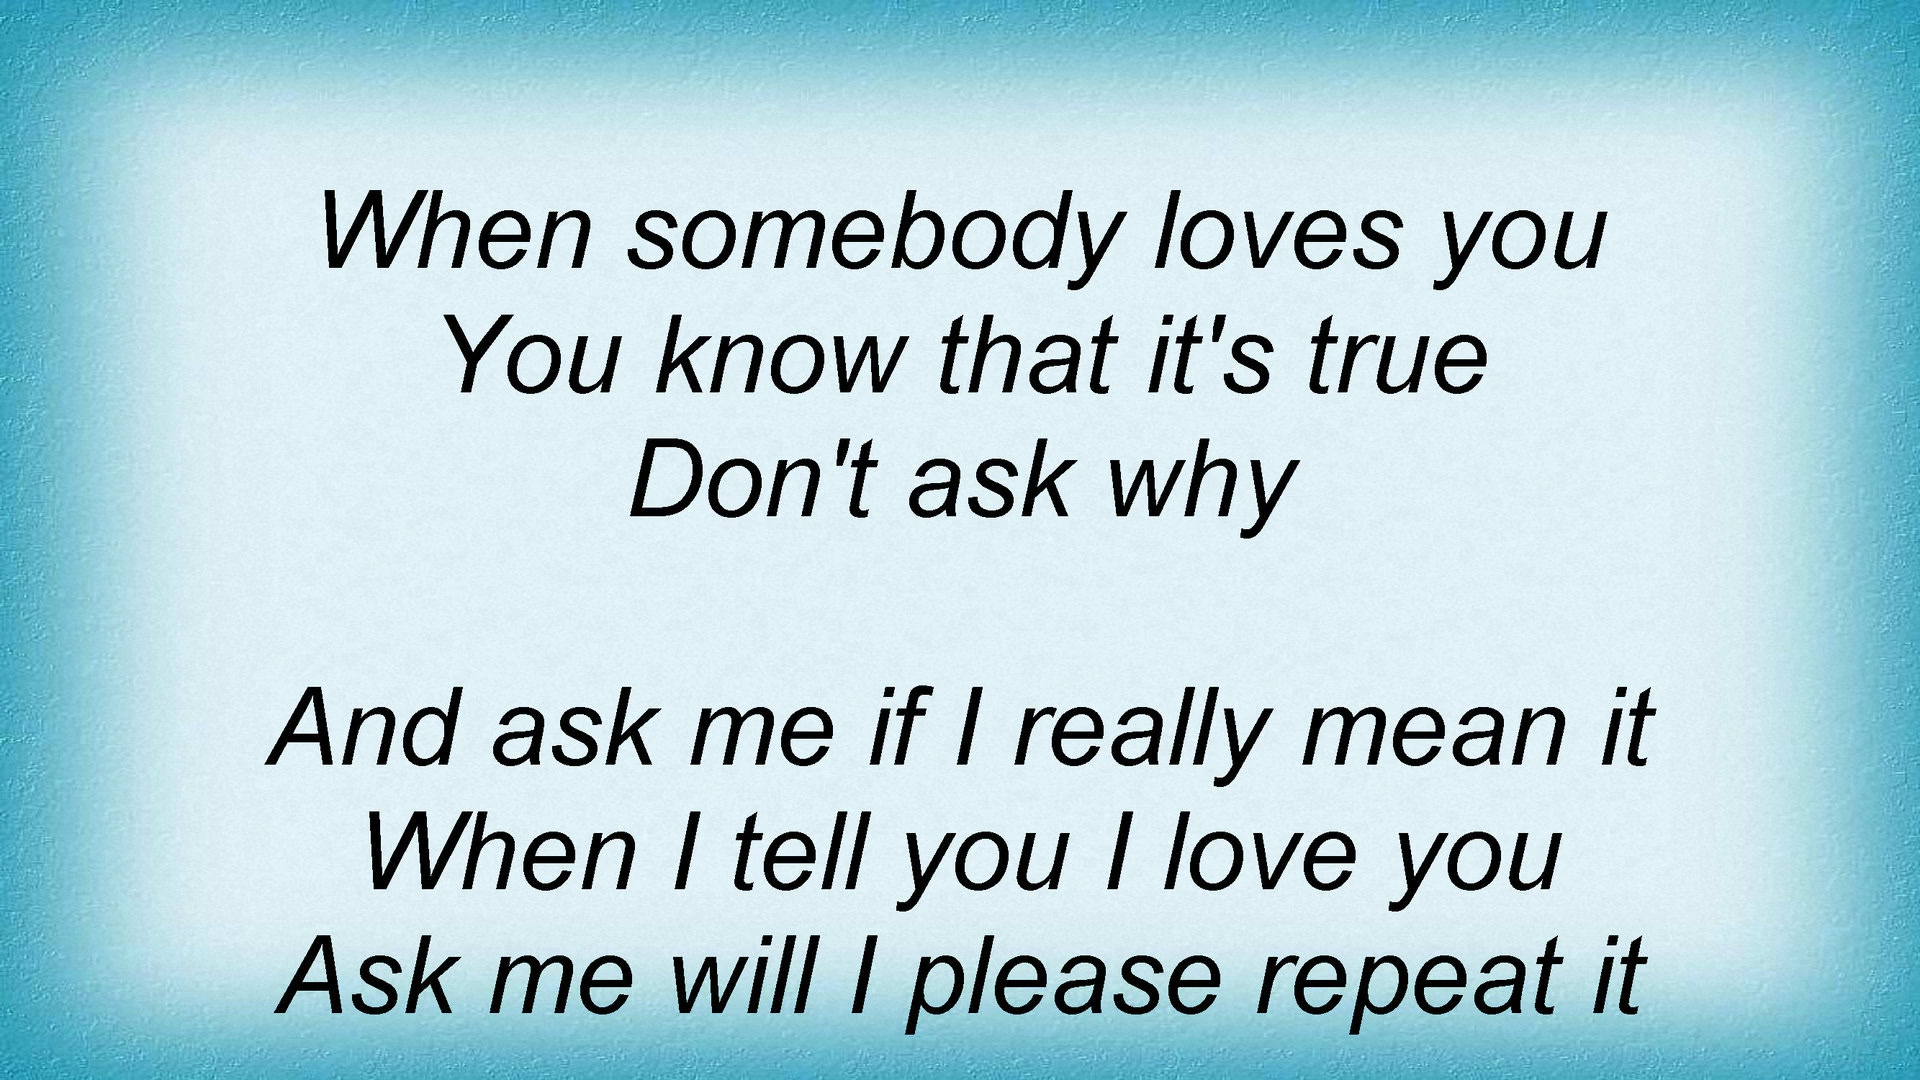 When somebody loves you
You know that it's true
Don't ask why
And ask me if I really mean it
When I tell you I love you
Ask me will I please repeat it